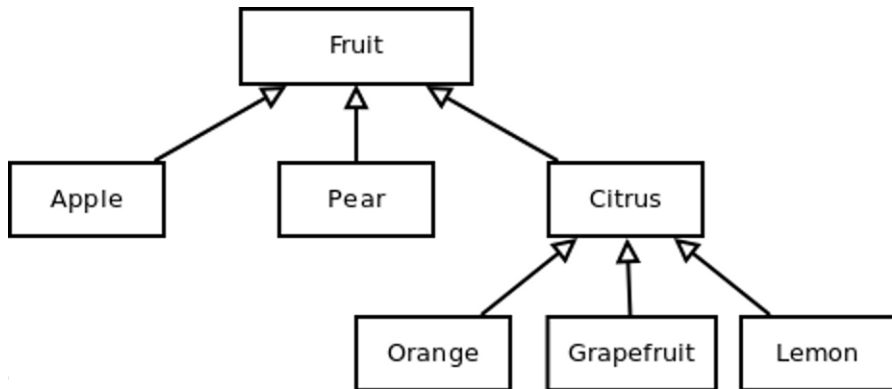 Fruit
Apple
Pear
Citrus
Orange
Grapefruit
Lemon